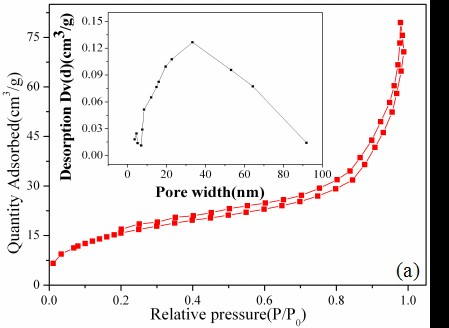 0.15
0.12
0.09
0.06
0.03
0.00
Desorption Dv(d)(cm³/g)
0 20 40 60 80 100
Pore width(nm)
75
60
45
30
15
0
Quantity Adsorbed(cm³/g)
(a)
0.0 0.2 0.4 0.6 0.8 1.0
Relative pressure(P/P₀)